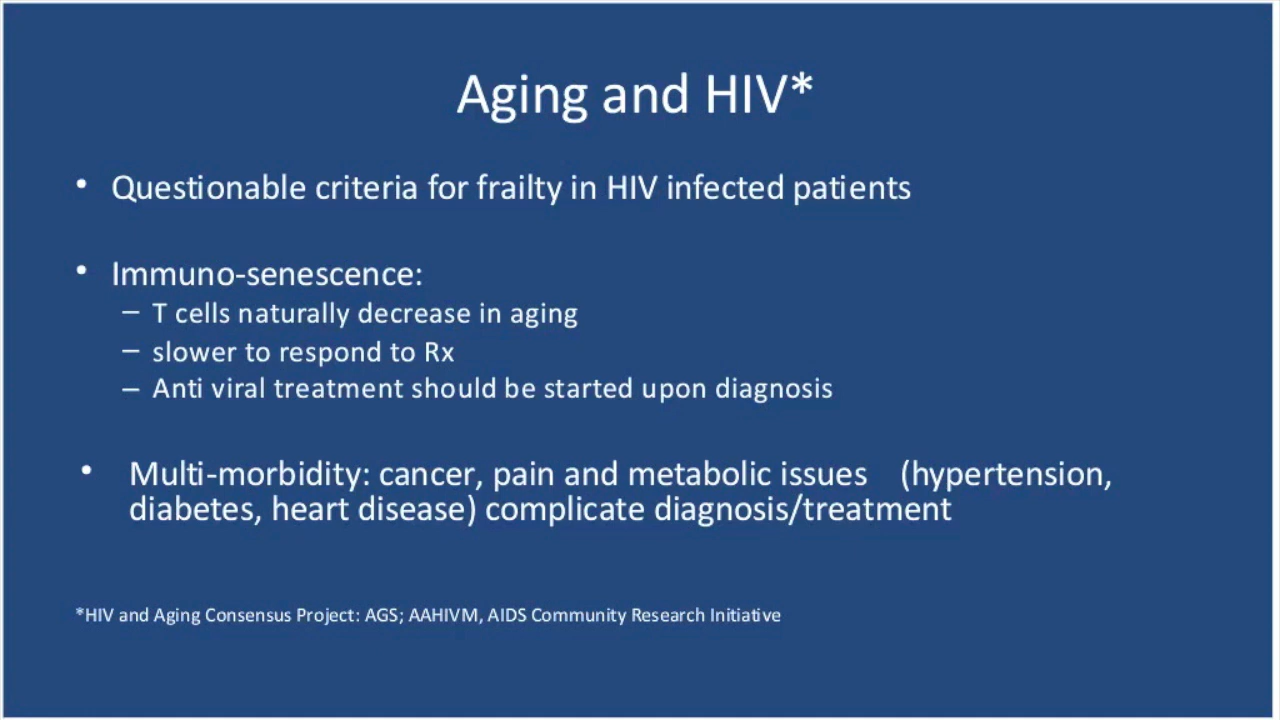 Aging and HIV*
• Questionable criteria for frailty in HIV infected patients
• Immuno-senescence:
– T cells naturally decrease in aging
– slower to respond to Rx
– Anti viral treatment should be started upon diagnosis
• Multi-morbidity: cancer, pain and metabolic issues (hypertension,
diabetes, heart disease) complicate diagnosis/treatment
*HIV and Aging Consensus Project: AGS; AAHIVM, AIDS Community Research Initiative